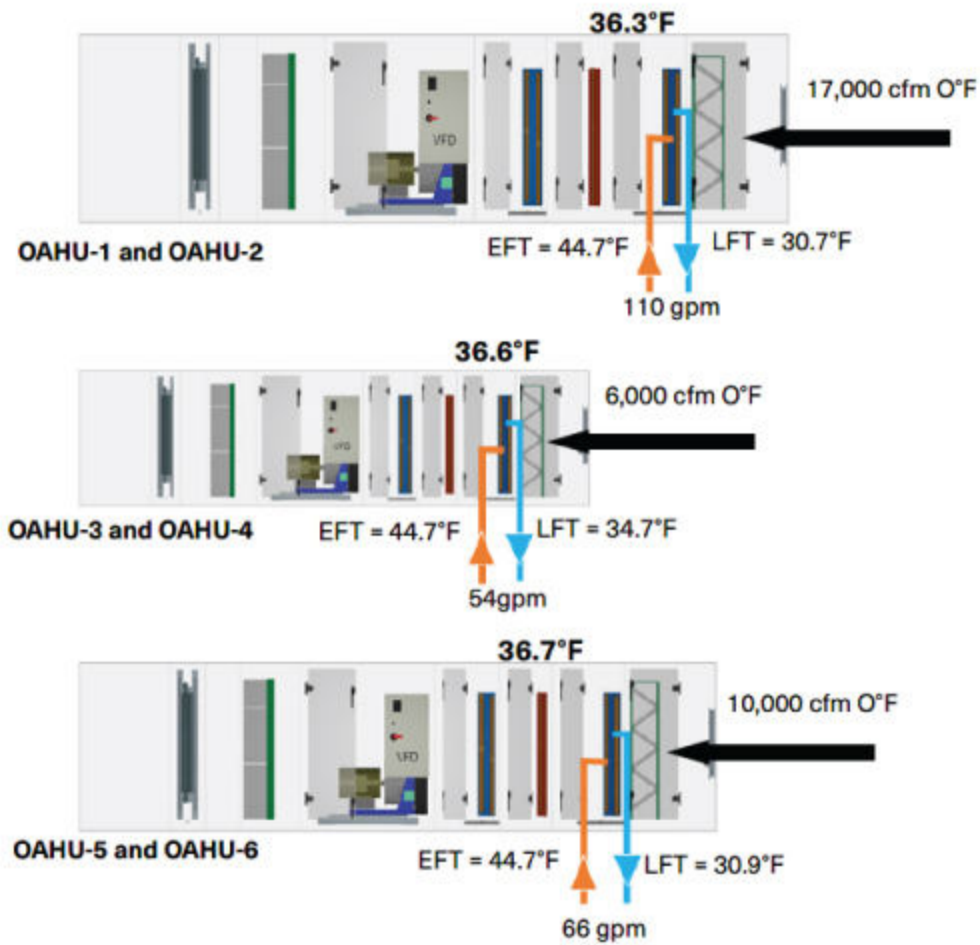 36.3°F
17,000 cfm O°F
VFD
OAHU-1 and OAHU-2
EFT = 44.7°F
LFT = 30.7°F
110 gpm
36.6°F
6,000 cfm O°F
VFD
OAHU-3 and OAHU-4
EFT = 44.7°F
LFT = 34.7°F
54gpm
36.7°F
10,000 cfm O°F
VFD
OAHU-5 and OAHU-6
EFT = 44.7°F
LFT = 30.9°F
66 gpm